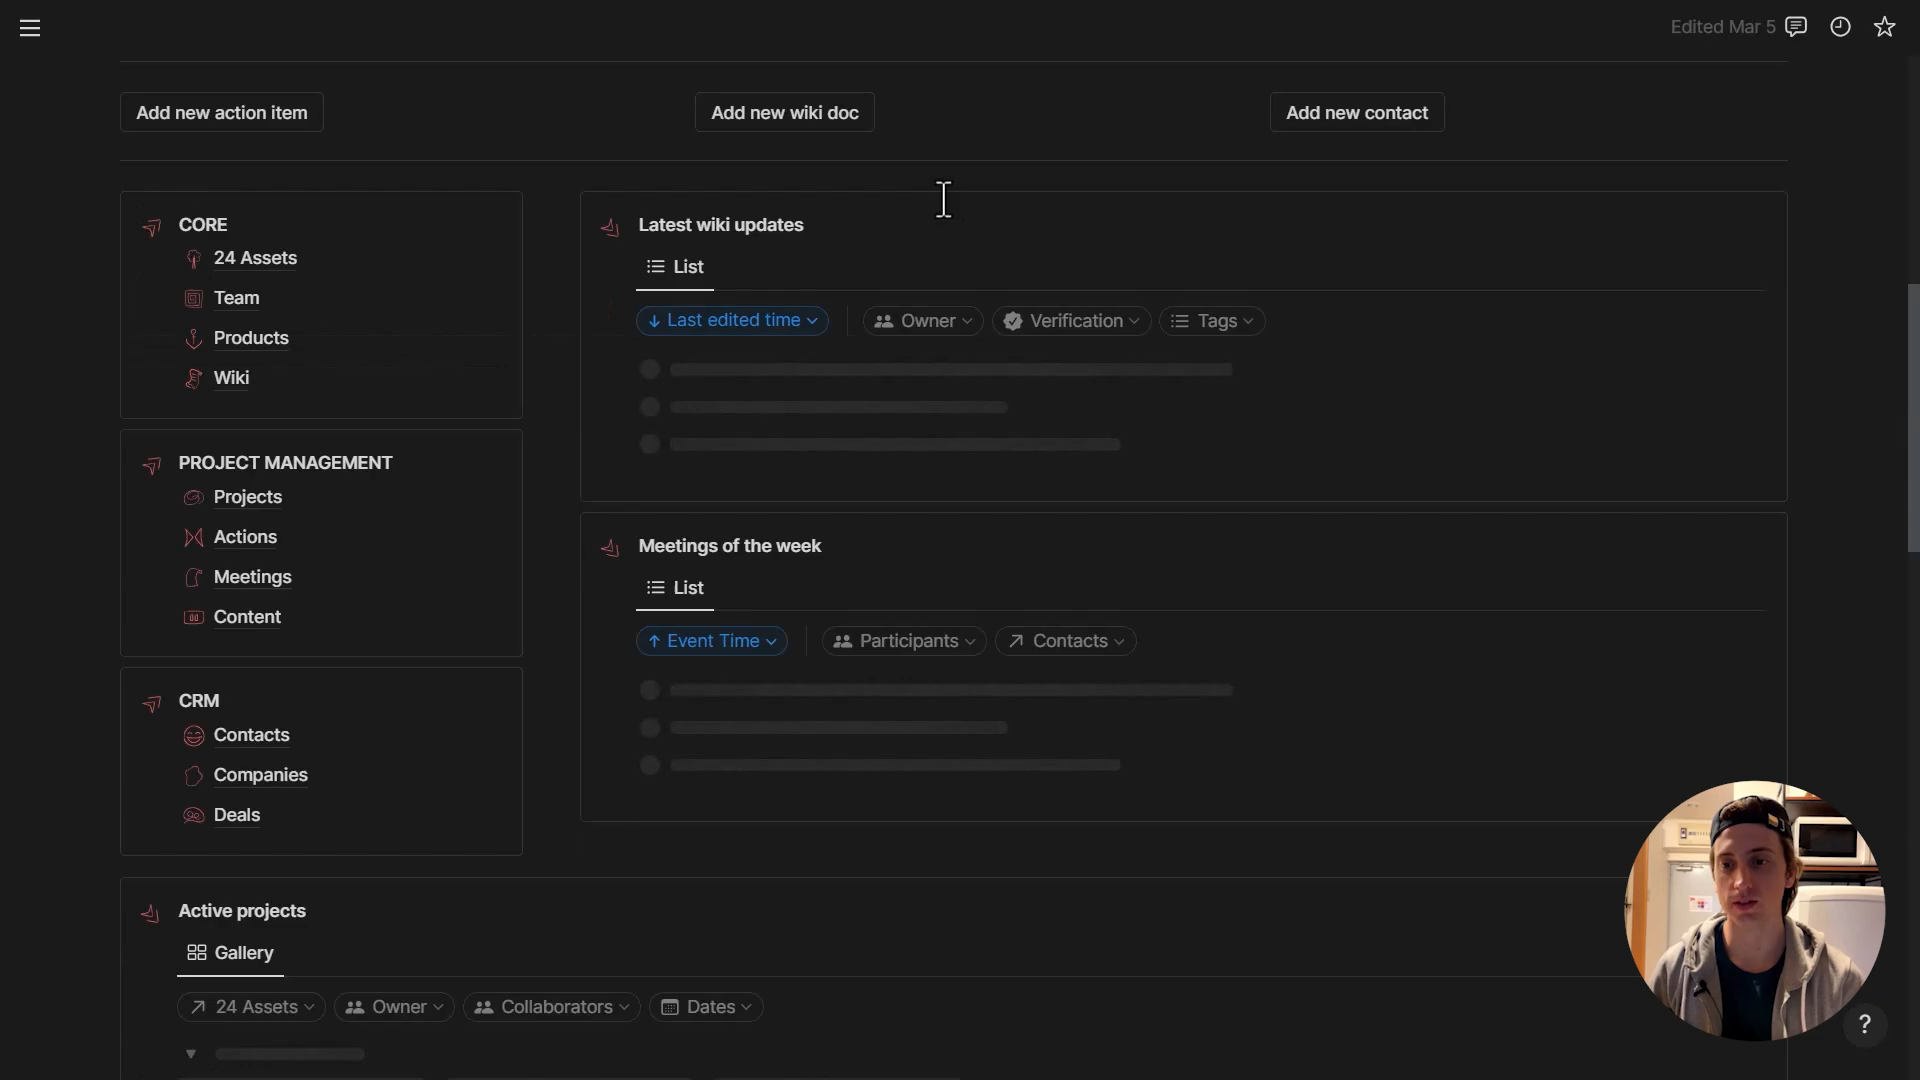 Edited Mar 5
Add new action item
Add new wiki doc
Add new contact
CORE
24 Assets
Team
Products
Wiki
PROJECT MANAGEMENT
Projects
Actions
Meetings
Content
CRM
Contacts
Companies
Deals
Latest wiki updates
List
Last edited time
Owner
Verification
Tags
Meetings of the week
List
Event Time
Participants
Contacts
Active projects
Gallery
24 Assets
Owner
Collaborators
Dates
?